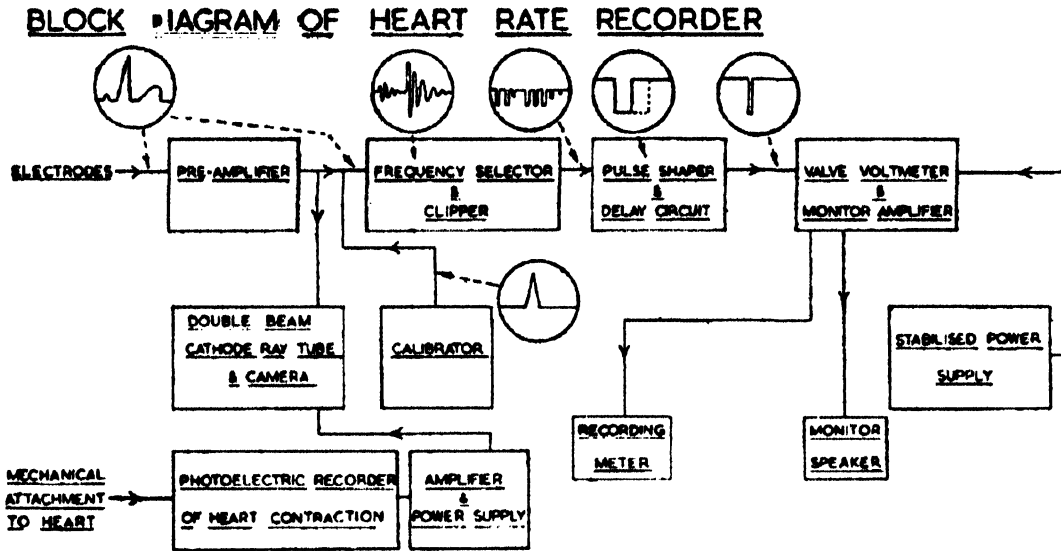 BLOCK DIAGRAM OF HEART RATE RECORDER
ELECTRODES
PRE-AMPLIFIER
FREQUENCY SELECTOR
&
CLIPPER
PULSE SHAPER
&
DELAY CIRCUIT
VALVE VOLTMETER
&
MONITOR AMPLIFIER
DOUBLE BEAM
CATHODE RAY TUBE
& CAMERA
CALIBRATOR
STABILISED POWER
SUPPLY
RECORDING
METER
MONITOR
SPEAKER
MECHANICAL
ATTACHMENT
TO HEART
PHOTOELECTRIC RECORDER
OF HEART CONTRACTION
AMPLIFIER
&
POWER SUPPLY